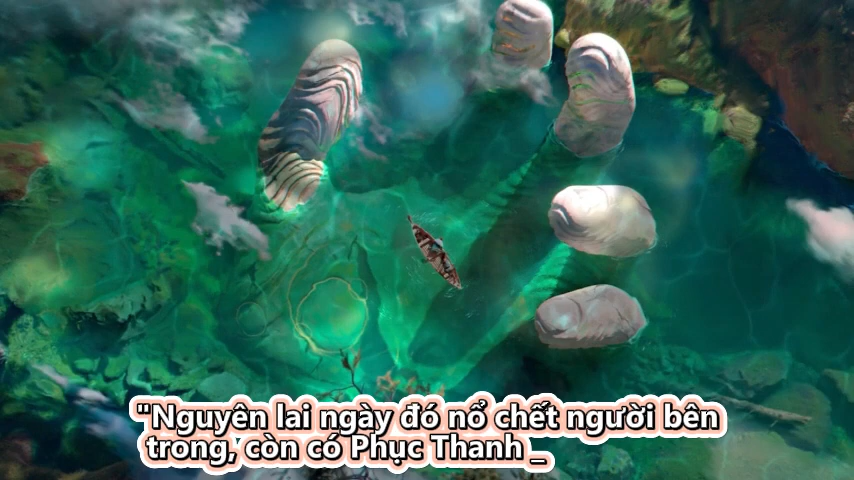 "Nguyên lai ngày đó nổ chết người bên
trong, còn có Phục Thanh _